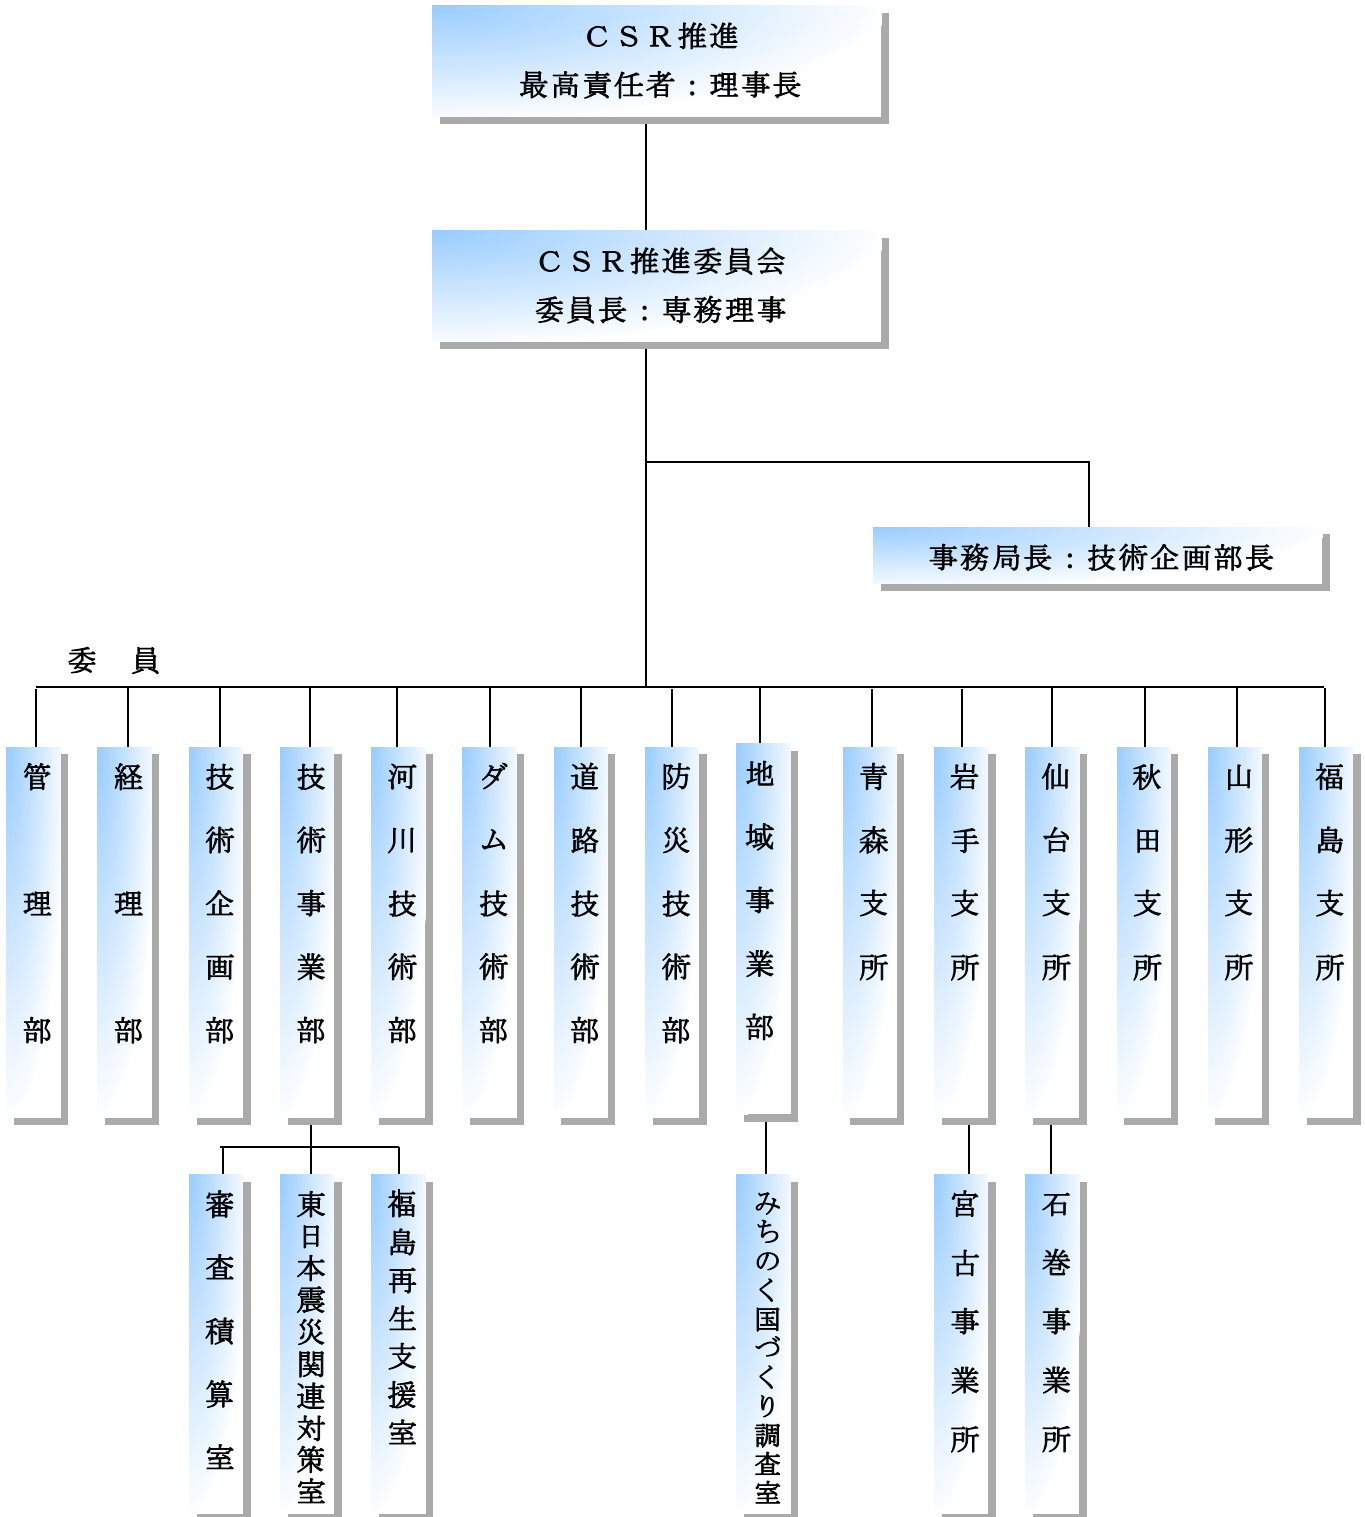 ＣＳＲ推進
最高責任者：理事長
ＣＳＲ推進委員会
委員長：専務理事
事務局長：技術企画部長
委　員
管理部
経理部
技術企画部
技術事業部
河川技術部
ダム技術部
道路技術部
防災技術部
地域事業部
青森支所
岩手支所
仙台支所
秋田支所
山形支所
福島支所
審査積算室
東日本震災関連対策室
福島再生支援室
みちのく国づくり調査室
宮古事業所
石巻事業所